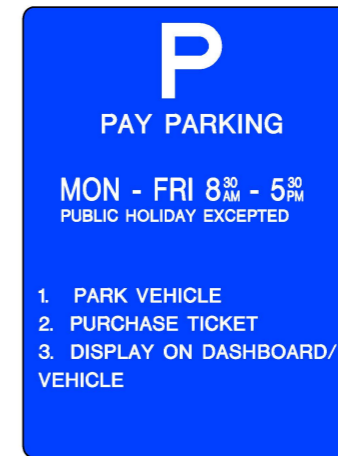 P
PAY PARKING
MON - FRI 8 30 AM - 5 30 PM
PUBLIC HOLIDAY EXCEPTED
1. PARK VEHICLE
2. PURCHASE TICKET
3. DISPLAY ON DASHBOARD/
VEHICLE